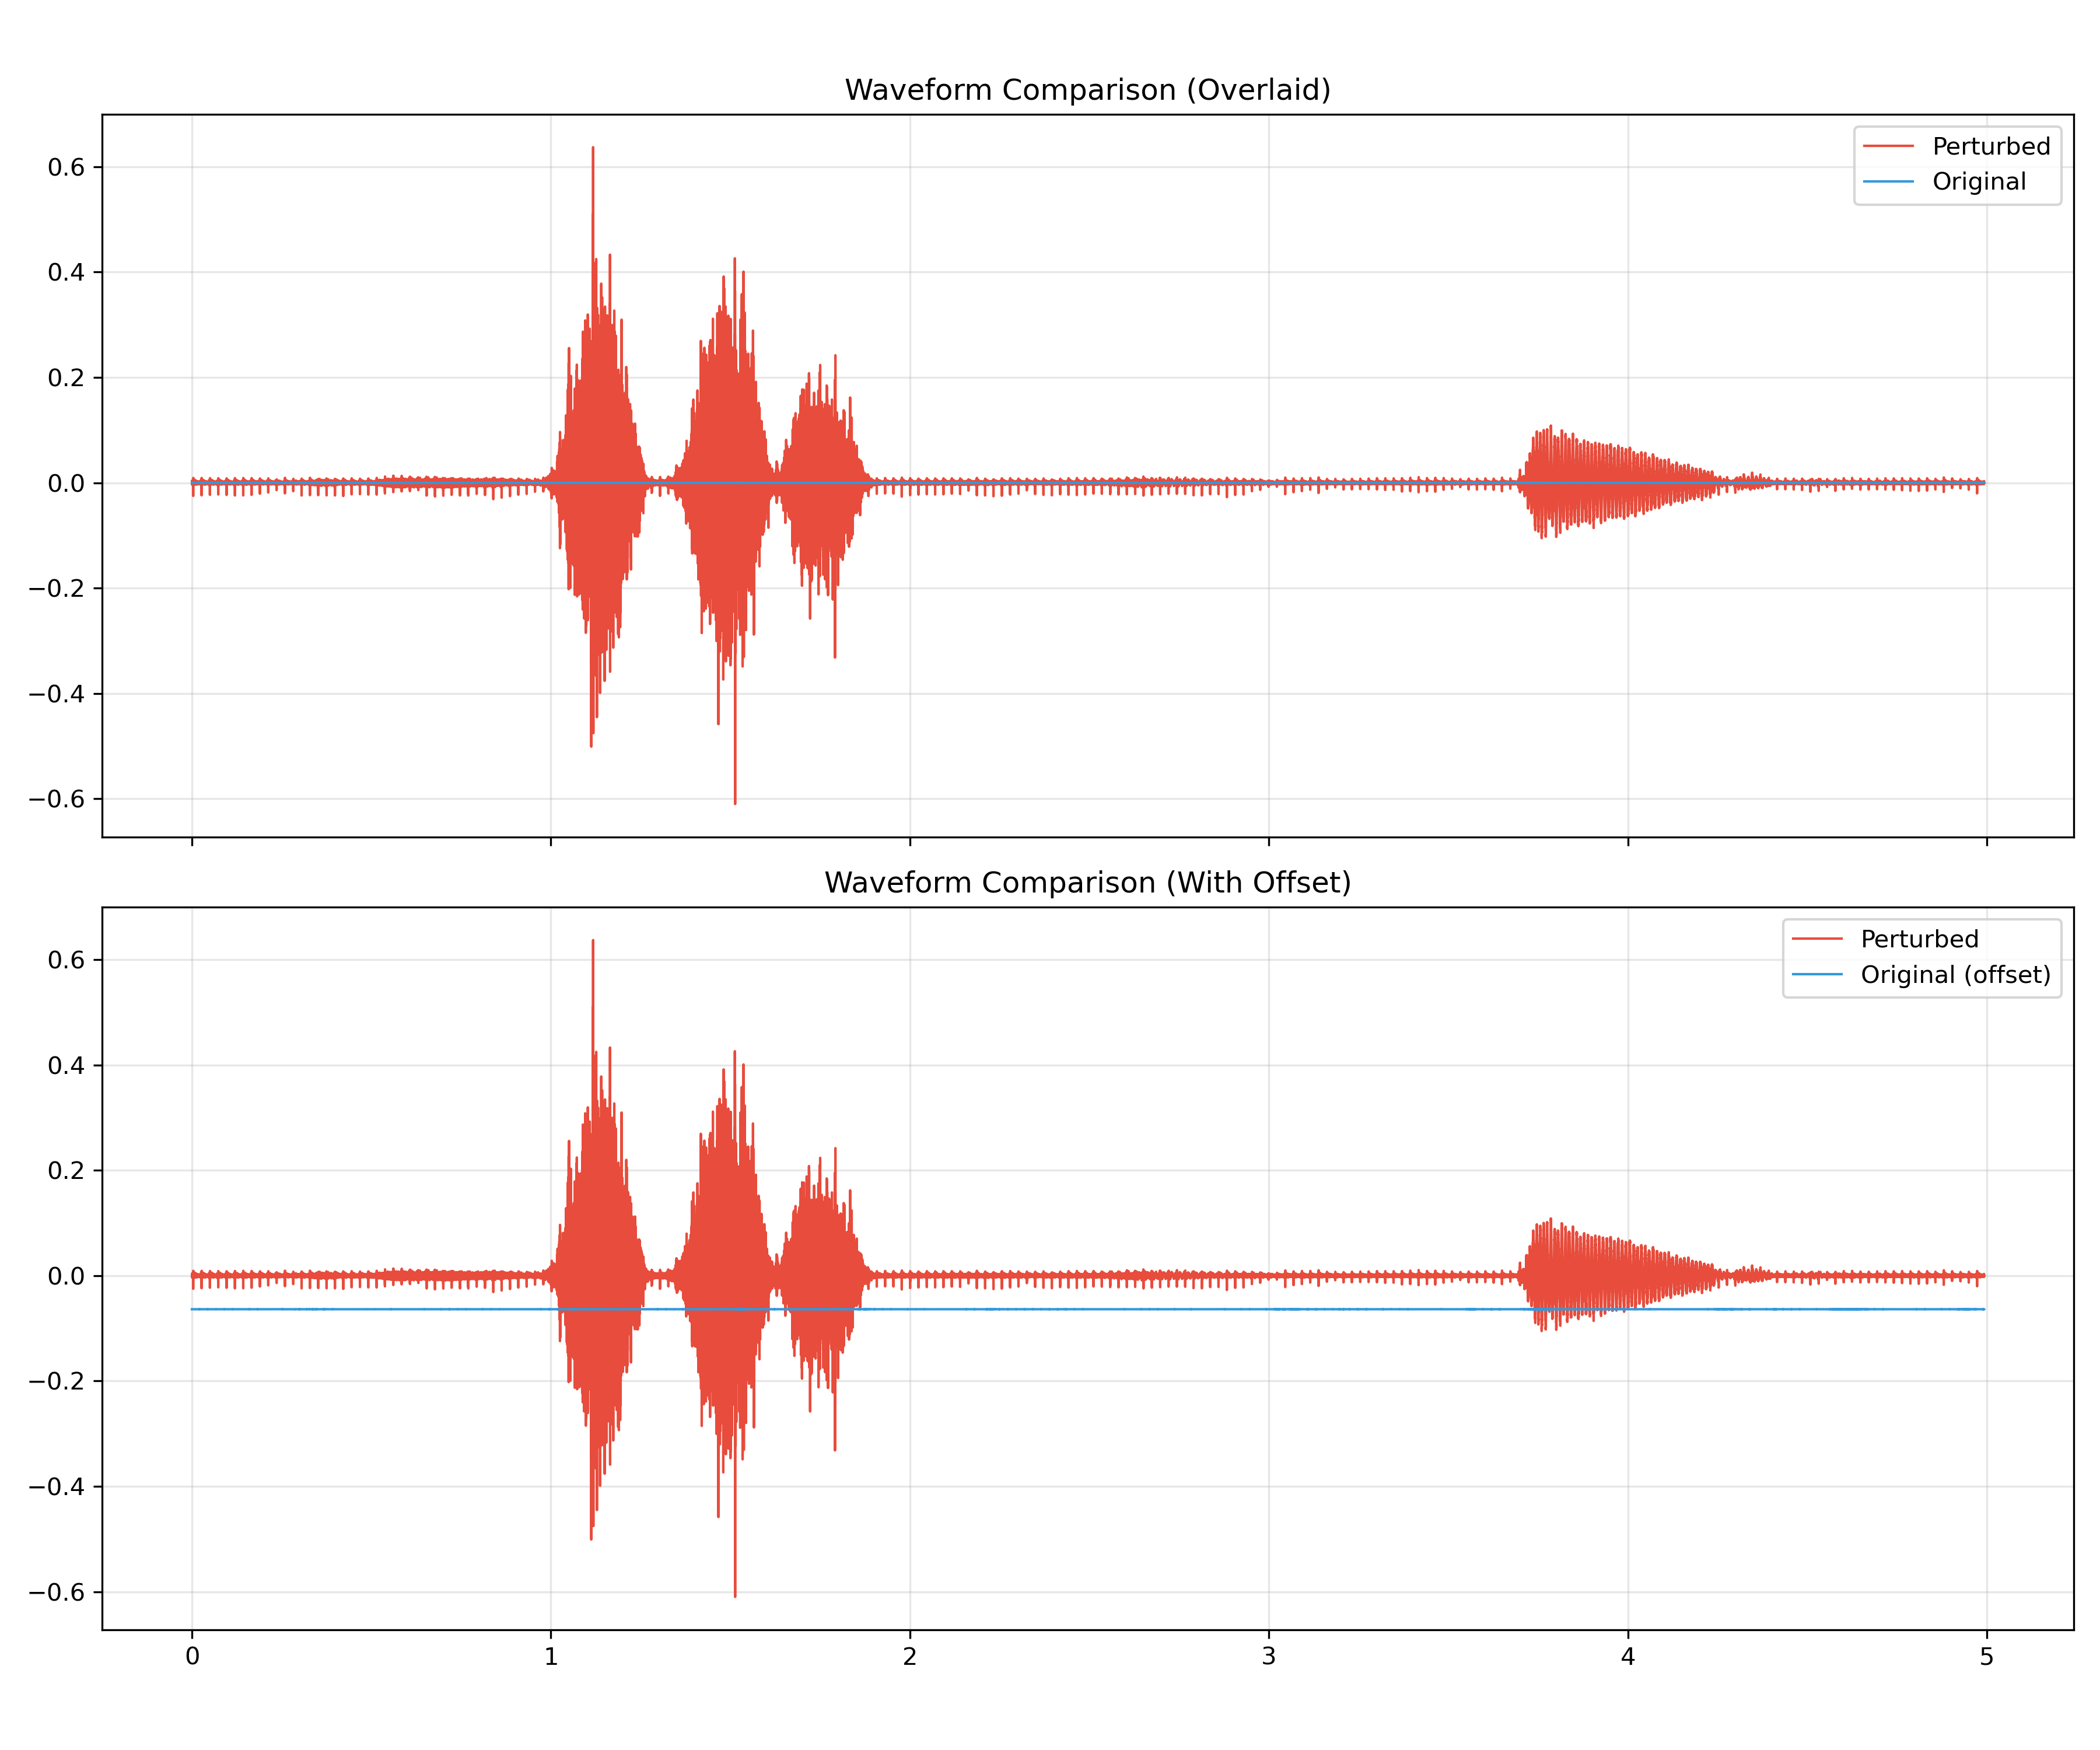 Waveform Comparison (Overlaid)
Perturbed
Original
0.6
0.4
0.2
0.0
−0.2
−0.4
−0.6
Waveform Comparison (With Offset)
Perturbed
Original (offset)
0.6
0.4
0.2
0.0
−0.2
−0.4
−0.6
0 1 2 3 4 5